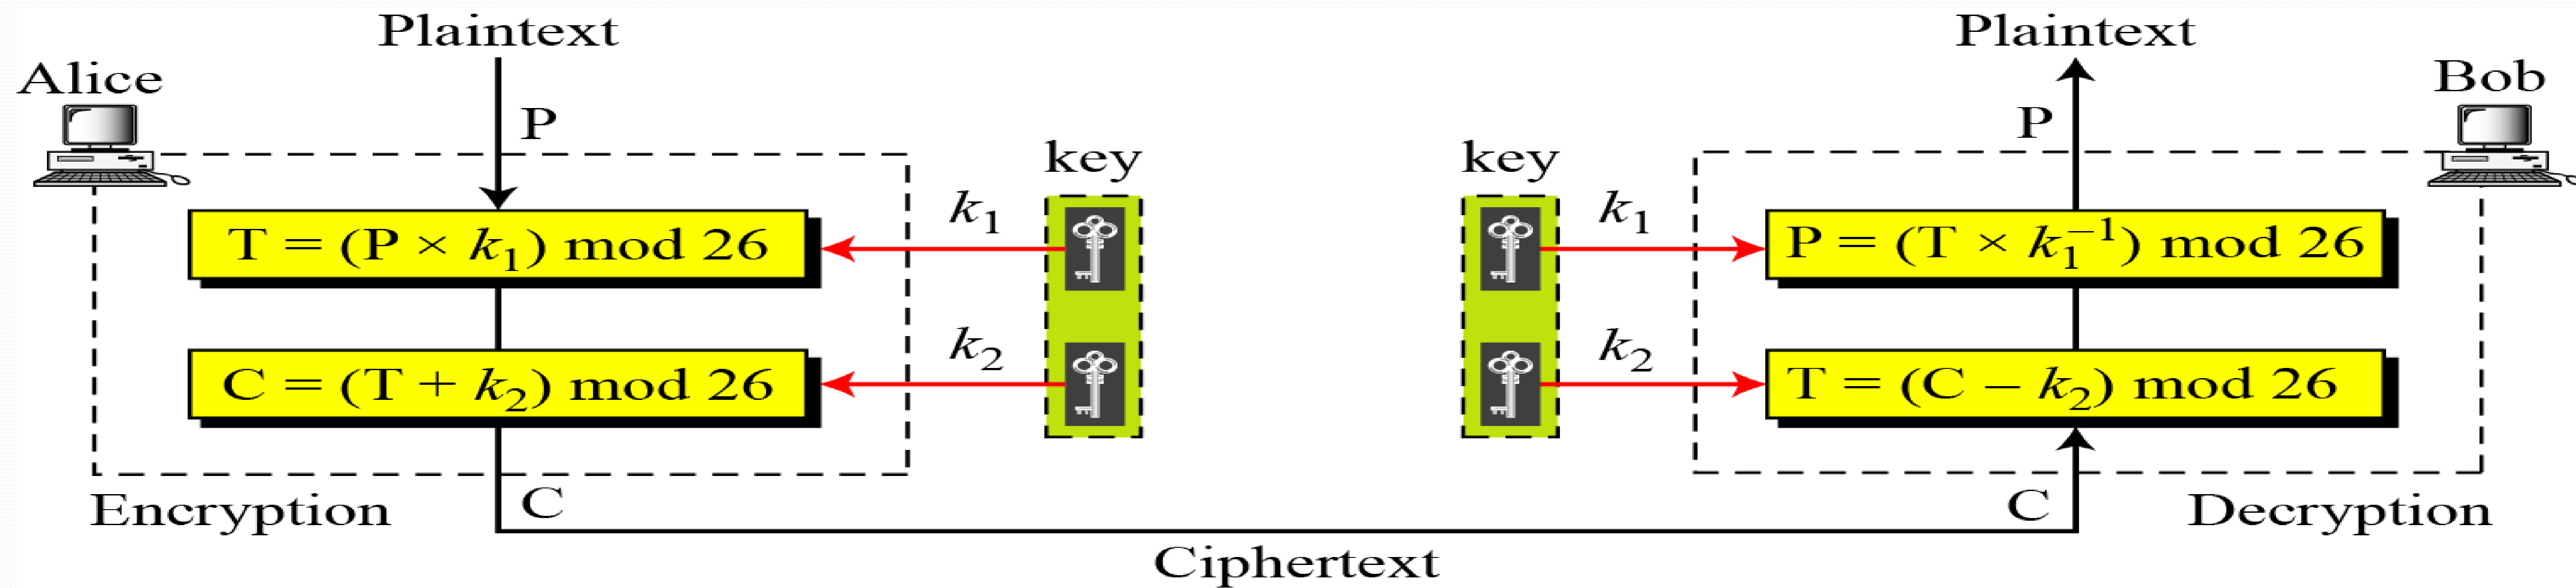 Plaintext
Plaintext
Alice
Bob
P
P
key
key
k₁
k₁
T = (P × k₁) mod 26
P = (T × k₁⁻¹) mod 26
k₂
k₂
C = (T + k₂) mod 26
T = (C − k₂) mod 26
Encryption
C
C
Decryption
Ciphertext